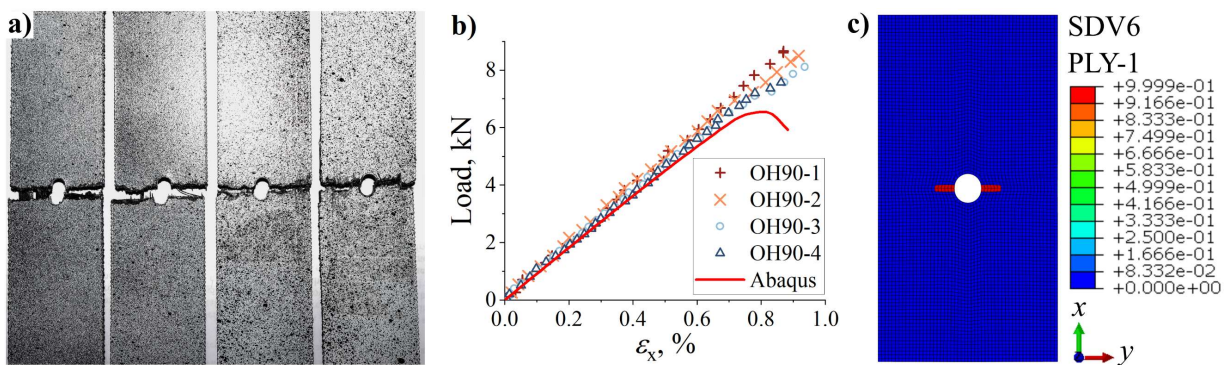 a)
b)
Load, kN
8
6
4
2
0
0.0 0.2 0.4 0.6 0.8 1.0
εx, %
OH90-1
OH90-2
OH90-3
OH90-4
Abaqus
c)
SDV6
PLY-1
+9.999e-01
+9.166e-01
+8.333e-01
+7.499e-01
+6.666e-01
+5.833e-01
+4.999e-01
+4.166e-01
+3.333e-01
+2.500e-01
+1.666e-01
+8.332e-02
+0.000e+00
x
y